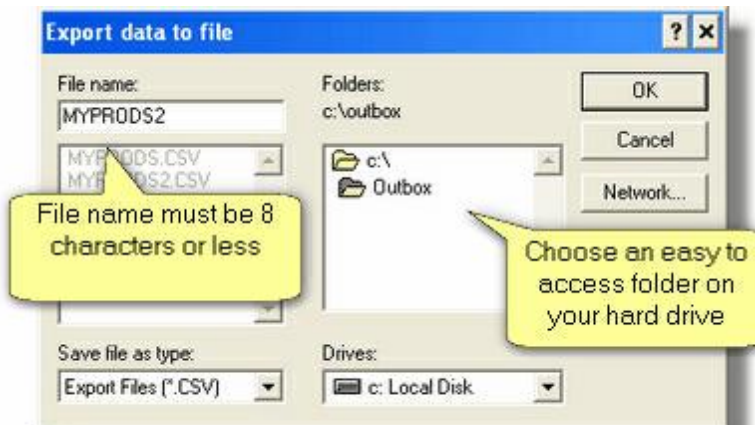 Export data to file
? ×
File name:
MYPRODS2
MYPRODS.CSV
MYPRODS2.CSV
File name must be 8
characters or less
Folders:
c:\outbox
c:\
Outbox
Choose an easy to
access folder on
your hard drive
OK
Cancel
Network...
Save file as type:
Export Files (*.CSV)
Drives:
c: Local Disk